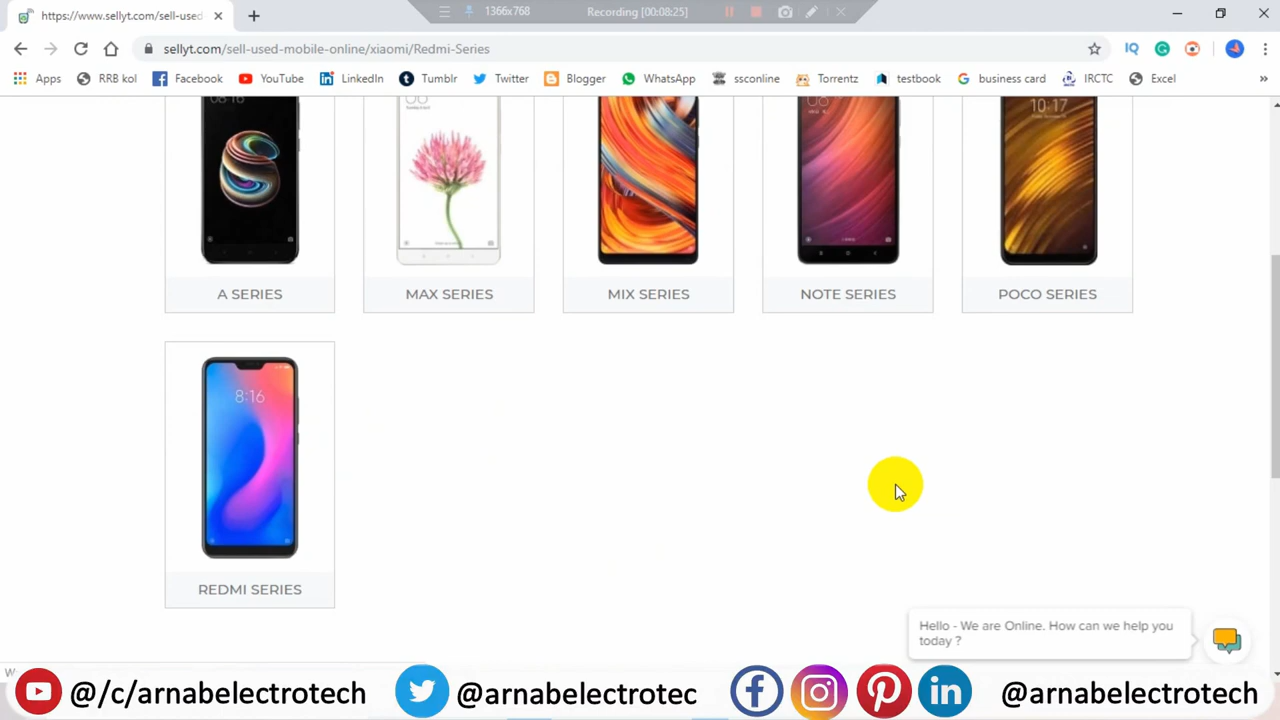 https://www.sellyt.com/sell-used
1366x768
Recording [00:08:25]
sellyt.com/sell-used-mobile-online/xiaomi/Redmi-Series
IQ
Apps
RRB kol
Facebook
YouTube
LinkedIn
Tumblr
Twitter
Blogger
WhatsApp
ssconline
Torrentz
testbook
business card
IRCTC
Excel
»
08:16
10:17
A SERIES
MAX SERIES
MIX SERIES
NOTE SERIES
POCO SERIES
8:16
REDMI SERIES
Hello - We are Online. How can we help you
today ?
@/c/arnabelectrotech
@arnabelectrotec
@arnabelectrotech